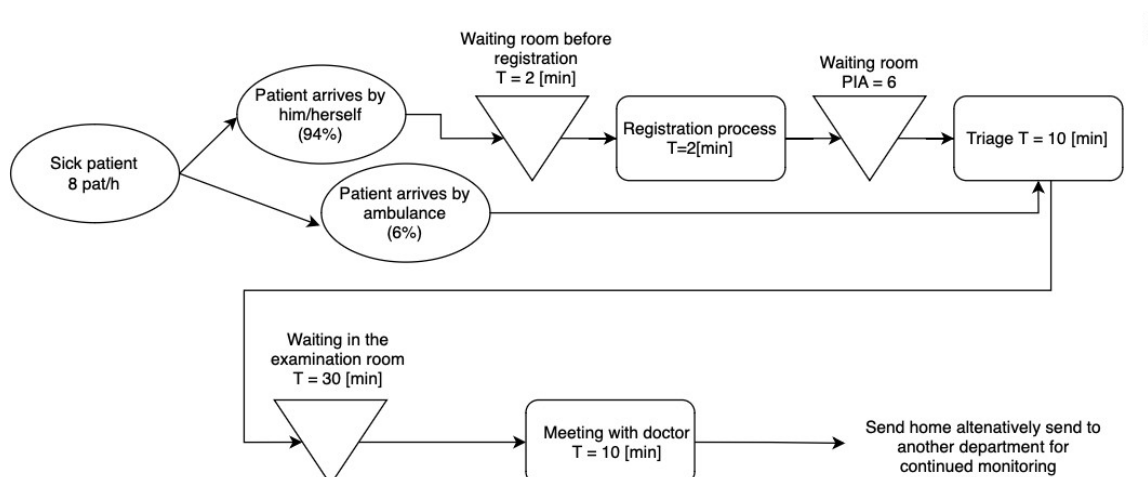 Sick patient
8 pat/h
Patient arrives by
him/herself
(94%)
Patient arrives by
ambulance
(6%)
Waiting room before
registration
T = 2 [min]
Registration process
T=2[min]
Waiting room
PIA = 6
Triage T = 10 [min]
Waiting in the
examination room
T = 30 [min]
Meeting with doctor
T = 10 [min]
Send home altenatively send to
another department for
continued monitoring